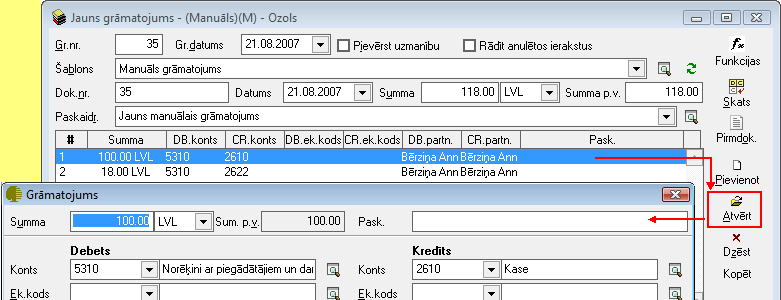 Jauns grāmatojums - (Manuāls)(M) - Ozols
Gr.nr. 35 Gr.datums 21.08.2007 Pievērst uzmanību Rādīt anulētos ierakstus
Funkcijas
Šablons Manuāls grāmatojums
Dok.nr. 35 Datums 21.08.2007 Summa 118.00 LVL Summa p.v. 118.00
Skats
Paskaidr. Jauns manuālais grāmatojums
Pirmdok.
# Summa DB.konts CR.konts DB.ek.kods CR.ek.kods DB.partn. CR.partn. Pask.
1 100.00 LVL 5310 2610 Bērziņa Ann Bērziņa Ann
2 18.00 LVL 5310 2622 Bērziņa Ann Bērziņa Ann
Pievienot
Grāmatojums
Atvērt
Summa 100.00 LVL Sum. p.v. 100.00 Pask.
Debets Kredīts
Dzēst
Konts 5310 Norēķini ar piegādātājiem un dar Konts 2610 Kase
Kopēt
Ek.kods Ek.kods